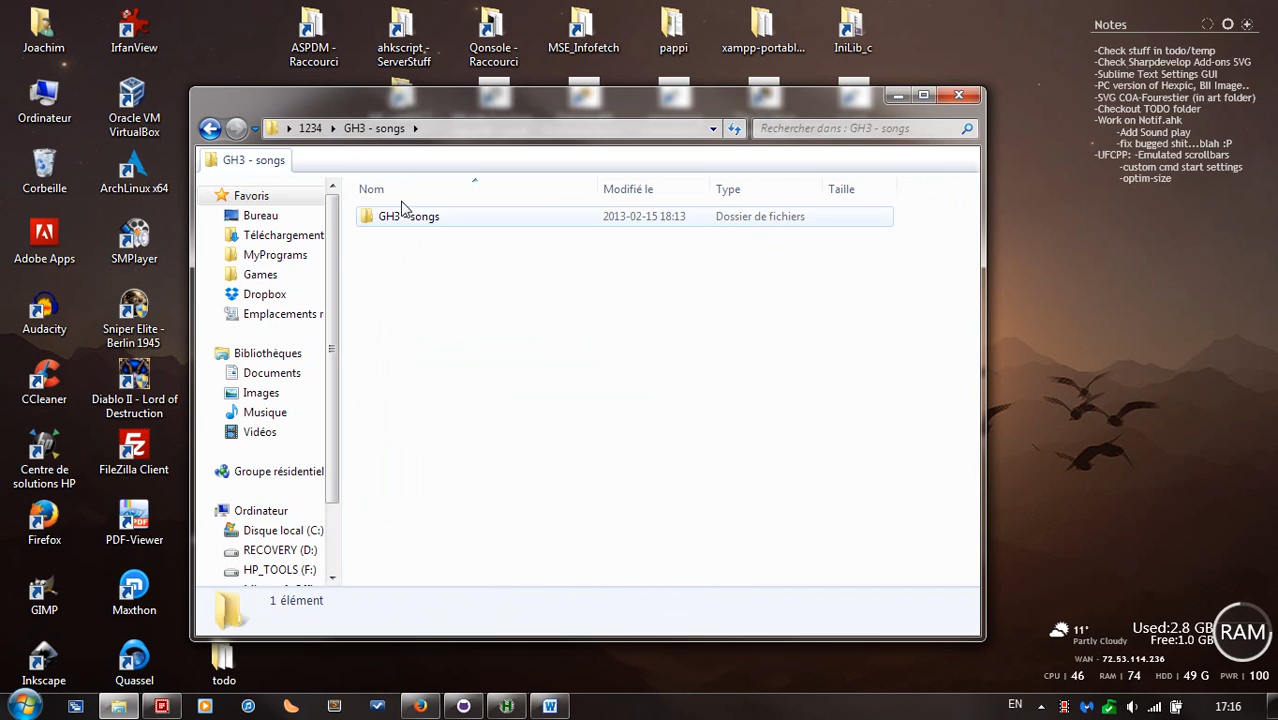 Joachim
IrfanView
ASPDM - Raccourci
ahkscript - ServerStuff
Qonsole - Raccourci
MSE_Infofetch
pappi
xampp-portabl...
IniLib_c
Notes
-Check stuff in todo/temp
-Check Sharpdevelop Add-ons SVG
-Sublime Text Settings GUI
-PC version of Hexpic, BII Image..
-SVG COA-Fourestier (in art folder)
-Checkout TODO folder
-Work on Notif.ahk
-Add Sound play
-fix bugged shit...blah :P
-UFCPP: -Emulated scrollbars
-custom cmd start settings
-optim-size
Ordinateur
Oracle VM VirtualBox
Corbeille
ArchLinux x64
Adobe Apps
SMPlayer
Audacity
Sniper Elite - Berlin 1945
CCleaner
Diablo II - Lord of Destruction
Centre de solutions HP
FileZilla Client
Firefox
PDF-Viewer
GIMP
Maxthon
Inkscape
Quassel
todo
1234
GH3 - songs
Rechercher dans : GH3 - songs
GH3 - songs
Nom
Modifié le
Type
Taille
GH3 - songs
2013-02-15 18:13
Dossier de fichiers
Favoris
Bureau
Téléchargement
MyPrograms
Games
Dropbox
Emplacements r
Bibliothèques
Documents
Images
Musique
Vidéos
Groupe résidentiel
Ordinateur
Disque local (C:)
RECOVERY (D:)
HP_TOOLS (F:)
1 élément
11°
Partly Cloudy
Used:2.8 GB
Free:1.0 GB
RAM
WAN - 72.53.114.236
CPU | 46
RAM | 74
HDD | 49 G
PWR | 100
EN
17:16